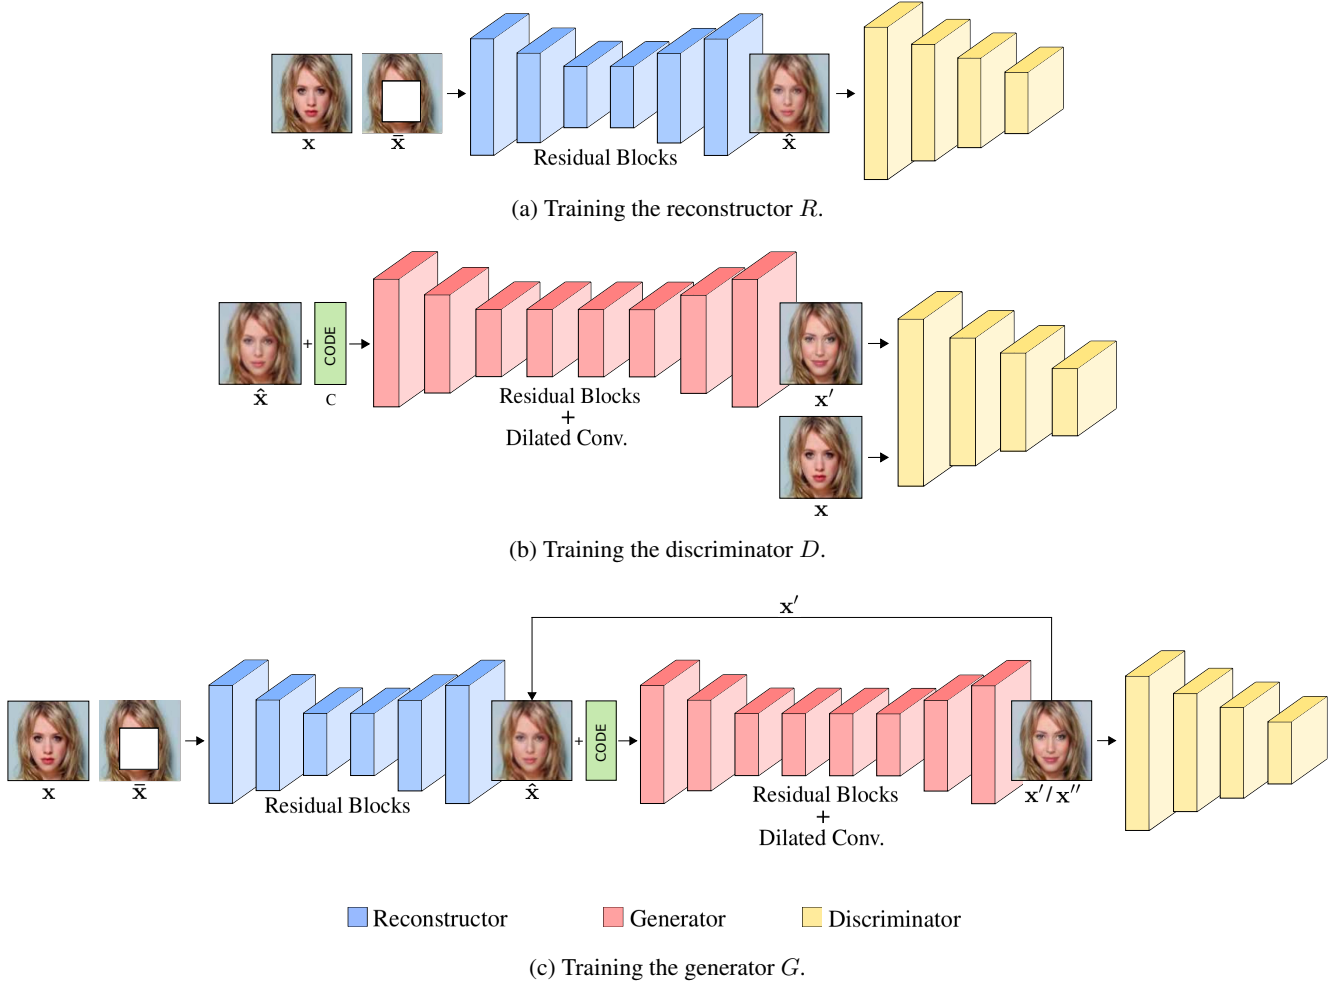 x x̄ x̂
Residual Blocks
(a) Training the reconstructor R.
+ CODE
x̂ C x′
Residual Blocks
+
Dilated Conv.
x
(b) Training the discriminator D.
x′
+ CODE
x x̄ x̂ x′/x′′
Residual Blocks
Residual Blocks
+
Dilated Conv.
Reconstructor Generator Discriminator
(c) Training the generator G.